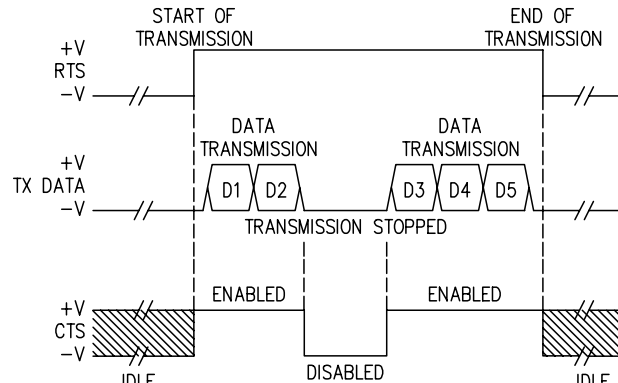 START OF
TRANSMISSION
END OF
TRANSMISSION
+V
RTS
−V
DATA
TRANSMISSION
DATA
TRANSMISSION
+V
TX DATA
−V
D1 D2 D3 D4 D5
TRANSMISSION STOPPED
ENABLED ENABLED
+V
CTS
−V
DISABLED
IDLE IDLE